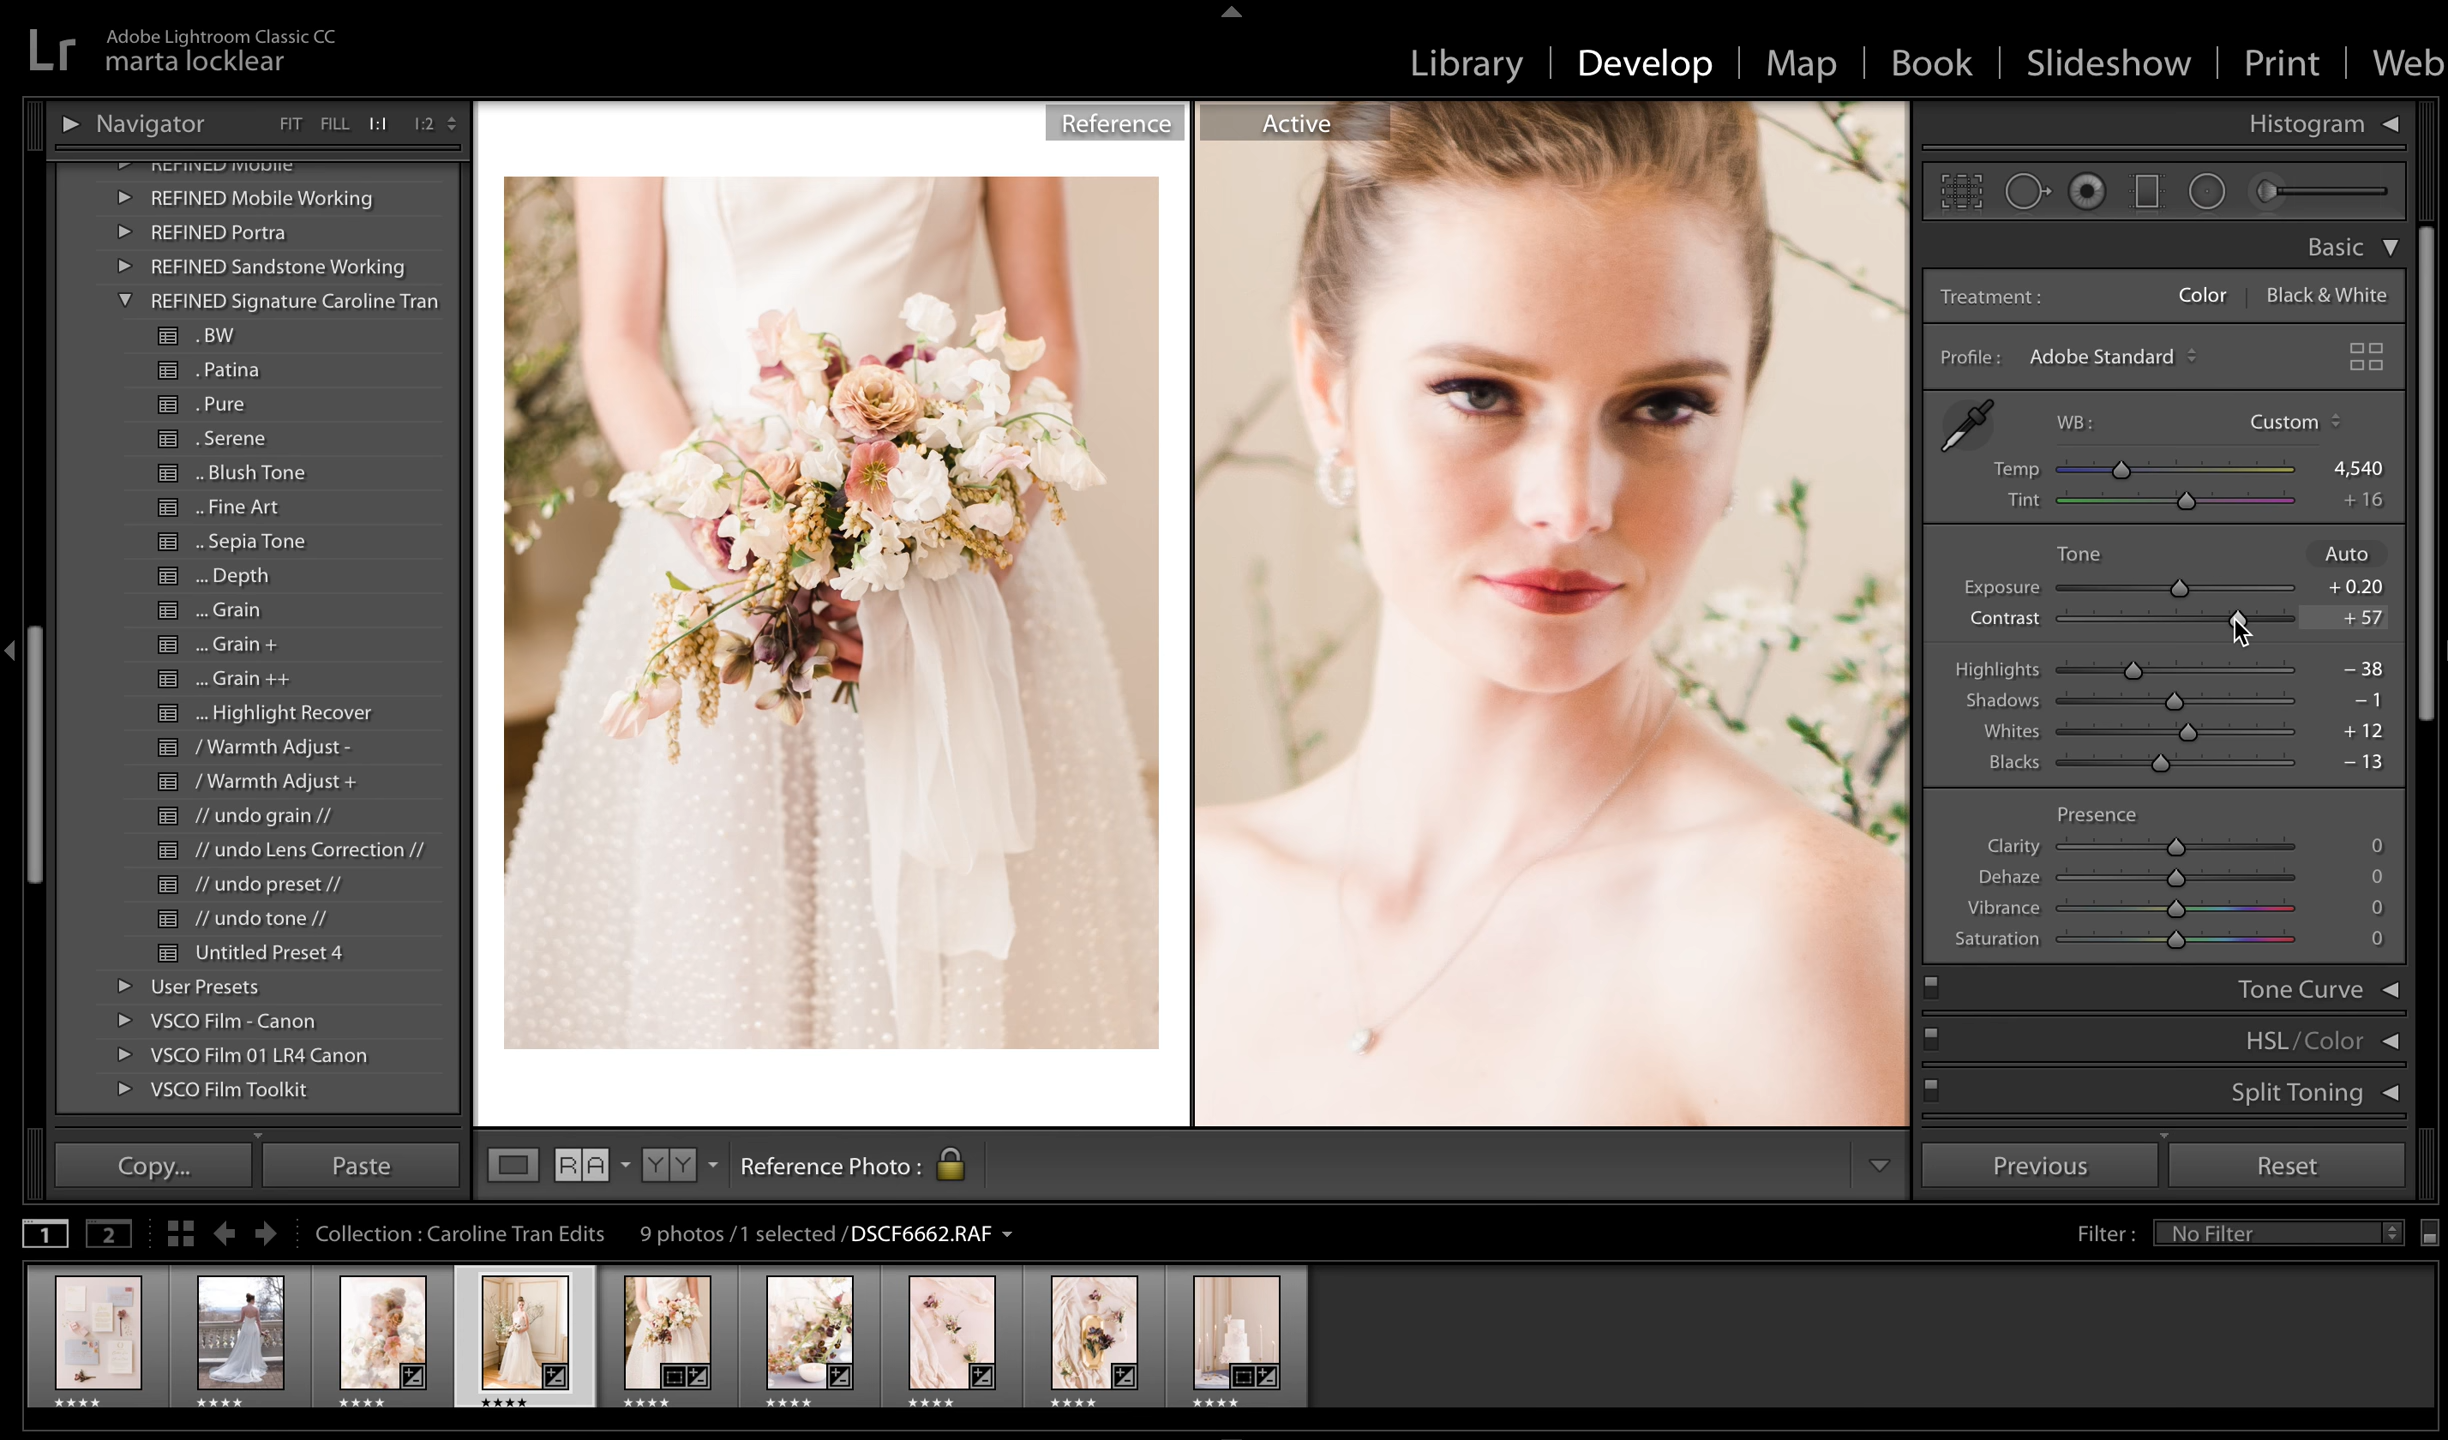 Lr
Adobe Lightroom Classic CC
marta locklear
Library | Develop | Map | Book | Slideshow | Print | Web
Navigator FIT FILL 1:1 1:2
REFINED Mobile
REFINED Mobile Working
REFINED Portra
REFINED Sandstone Working
REFINED Signature Caroline Tran
. BW
. Patina
. Pure
. Serene
.. Blush Tone
.. Fine Art
.. Sepia Tone
... Depth
... Grain
... Grain +
... Grain ++
... Highlight Recover
/ Warmth Adjust -
/ Warmth Adjust +
// undo grain //
// undo Lens Correction //
// undo preset //
// undo tone //
Untitled Preset 4
User Presets
VSCO Film - Canon
VSCO Film 01 LR4 Canon
VSCO Film Toolkit
Copy... Paste
Reference
Active
R A Y Y Reference Photo :
Histogram
Basic
Treatment : Color | Black & White
Profile : Adobe Standard
WB : Custom
Temp 4,540
Tint + 16
Tone Auto
Exposure + 0.20
Contrast + 57
Highlights − 38
Shadows − 1
Whites + 12
Blacks − 13
Presence
Clarity 0
Dehaze 0
Vibrance 0
Saturation 0
Tone Curve
HSL / Color
Split Toning
Previous Reset
1 2 Collection : Caroline Tran Edits 9 photos / 1 selected / DSCF6662.RAF Filter : No Filter